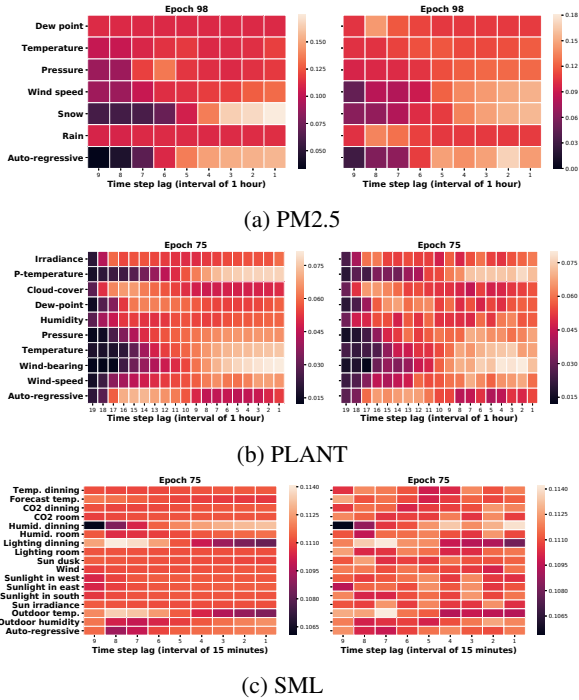 Epoch 98
Epoch 98
Dew point
Temperature
Pressure
Wind speed
Snow
Rain
Auto-regressive
9 8 7 6 5 4 3 2 1
Time step lag (interval of 1 hour)
0.175
0.150
0.125
0.100
0.075
0.050
9 8 7 6 5 4 3 2 1
Time step lag (interval of 1 hour)
0.18
0.15
0.12
0.09
0.06
0.03
0.00
(a) PM2.5
Epoch 75
Epoch 75
Irradiance
P-temperature
Cloud-cover
Dew-point
Humidity
Pressure
Temperature
Wind-bearing
Wind-speed
Auto-regressive
19 18 17 16 15 14 13 12 11 10 9 8 7 6 5 4 3 2 1
Time step lag (interval of 1 hour)
0.075
0.060
0.045
0.030
0.015
19 18 17 16 15 14 13 12 11 10 9 8 7 6 5 4 3 2 1
Time step lag (interval of 1 hour)
0.075
0.060
0.045
0.030
0.015
(b) PLANT
Epoch 75
Epoch 75
Temp. dinning
Forecast temp.
CO2 dinning
CO2 room
Humid. dinning
Humid. room
Lighting dinning
Lighting room
Sun dusk
Wind
Sunlight in west
Sunlight in east
Sunlight in south
Sun irradiance
Outdoor temp.
Outdoor humidity
Auto-regressive
9 8 7 6 5 4 3 2 1
Time step lag (interval of 15 minutes)
0.1140
0.1125
0.1110
0.1095
0.1080
0.1065
9 8 7 6 5 4 3 2 1
Time step lag (interval of 15 minutes)
0.1140
0.1125
0.1110
0.1095
0.1080
0.1065
(c) SML